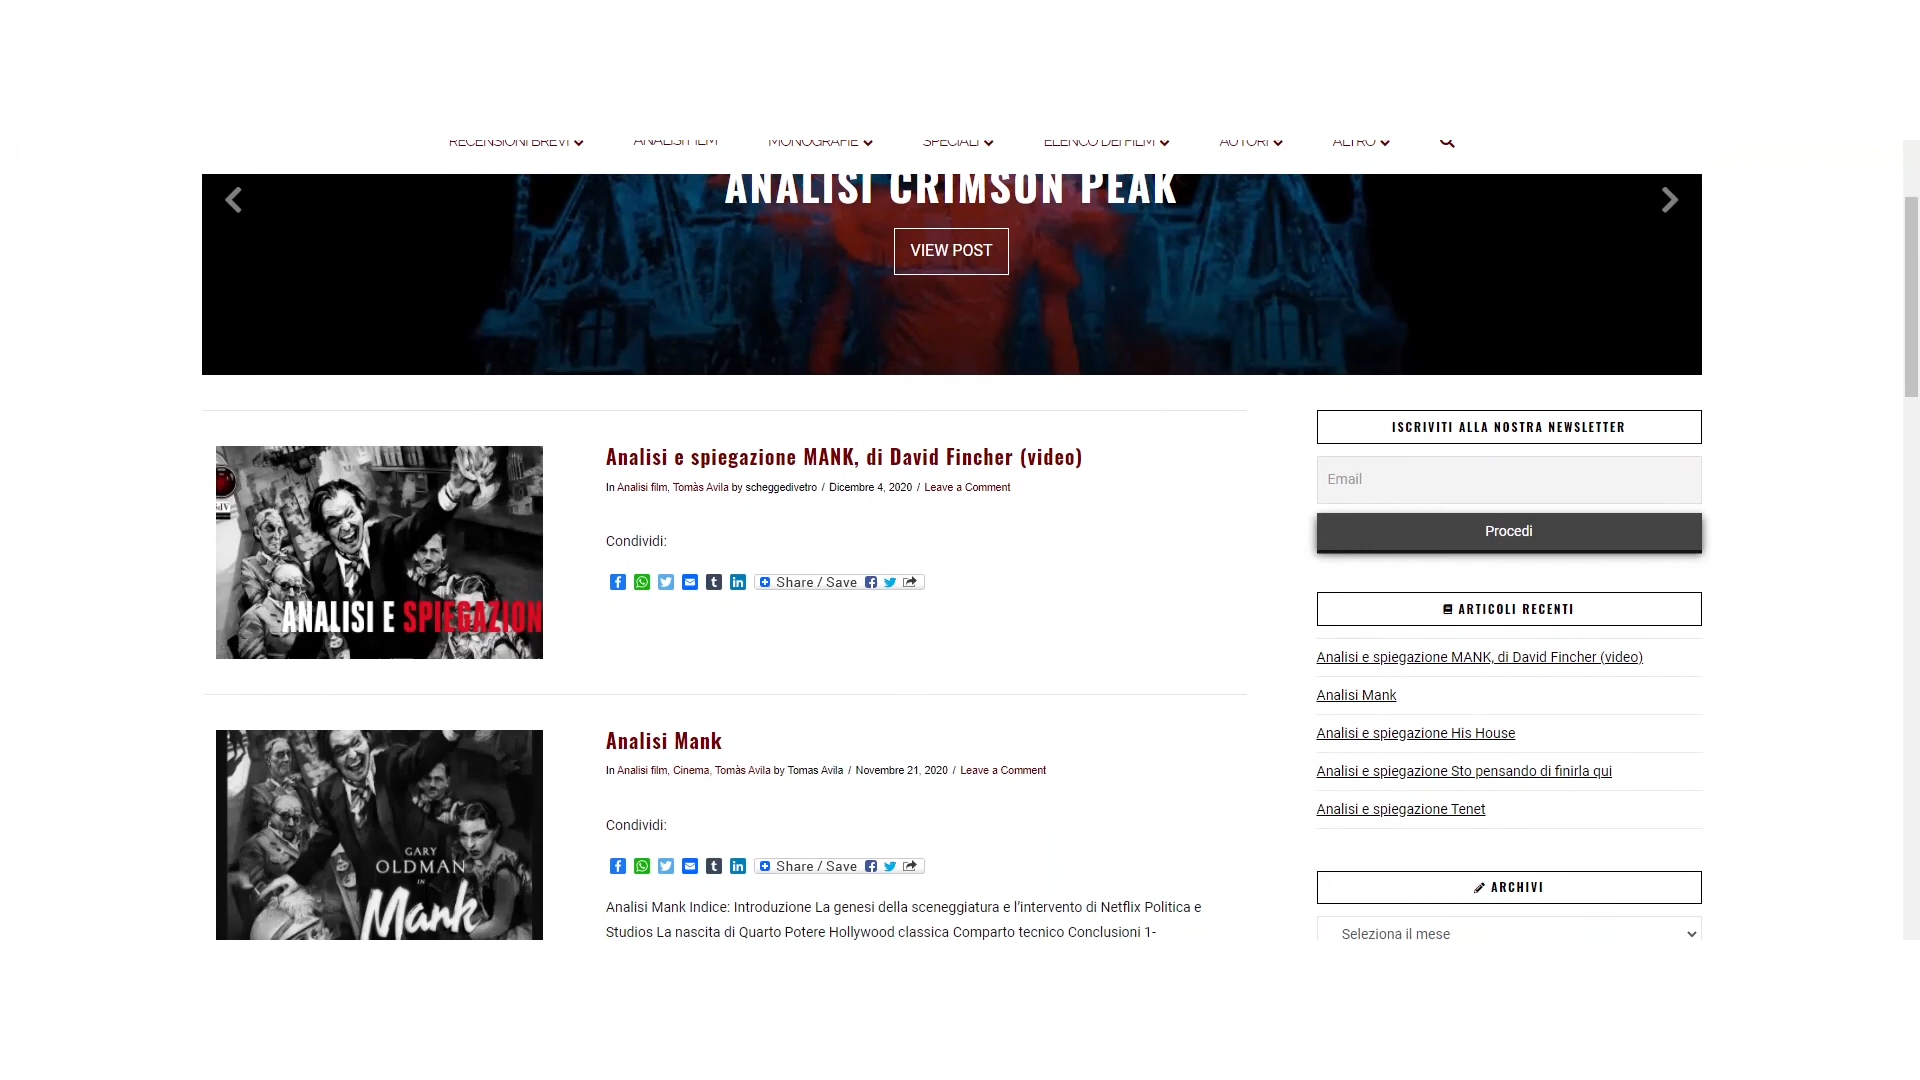 RECENSIONI BREVI
ANALISI FILM
MONOGRAFIE
SPECIALI
ELENCO DEI FILM
AUTORI
ALTRO
ANALISI CRIMSON PEAK
VIEW POST
Analisi e spiegazione MANK, di David Fincher (video)
In Analisi film, Tomàs Avila by scheggedivetro / Dicembre 4, 2020 / Leave a Comment
Condividi:
Share / Save
ANALISI E SPIEGAZION
Analisi Mank
In Analisi film, Cinema, Tomàs Avila by Tomas Avila / Novembre 21, 2020 / Leave a Comment
Condividi:
Share / Save
GARY
OLDMAN
IN
Mank
Analisi Mank Indice: Introduzione La genesi della sceneggiatura e l'intervento di Netflix Politica e
Studios La nascita di Quarto Potere Hollywood classica Comparto tecnico Conclusioni 1-
ISCRIVITI ALLA NOSTRA NEWSLETTER
Email
Procedi
ARTICOLI RECENTI
Analisi e spiegazione MANK, di David Fincher (video)
Analisi Mank
Analisi e spiegazione His House
Analisi e spiegazione Sto pensando di finirla qui
Analisi e spiegazione Tenet
ARCHIVI
Seleziona il mese